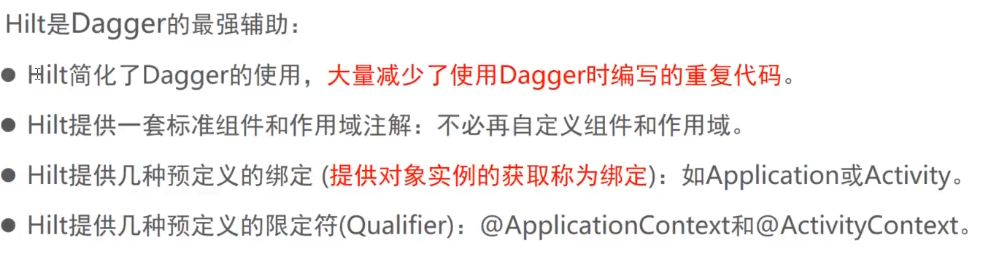 Hilt是Dagger的最强辅助：
● Hilt简化了Dagger的使用，大量减少了使用Dagger时编写的重复代码。
● Hilt提供一套标准组件和作用域注解：不必再自定义组件和作用域。
● Hilt提供几种预定义的绑定 (提供对象实例的获取称为绑定)：如Application或Activity。
● Hilt提供几种预定义的限定符(Qualifier)：@ApplicationContext和@ActivityContext。